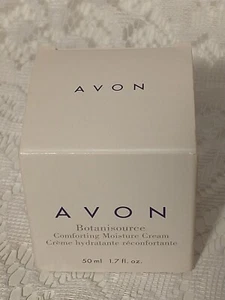 AVON
AVON
Botanisource
Comforting Moisture Cream
Crème hydratante réconfortante
50 ml 1.7 fl. oz.